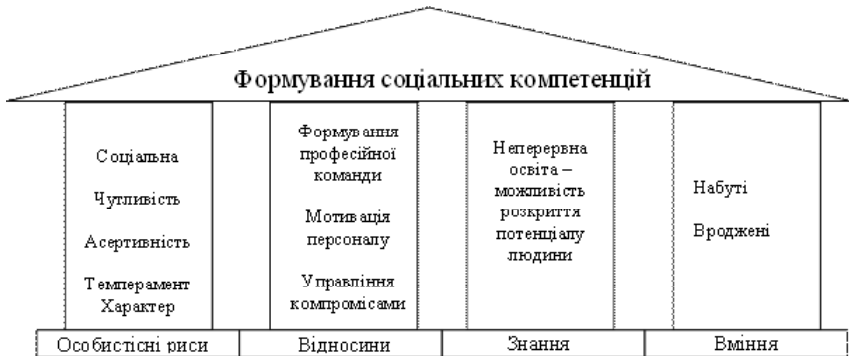 Формування соціальних компетенцій
Соціальна
Чутливість
Асертивність
Темперамент
Характер
Формування
професійної
команди
Мотивація
персоналу
Управління
компромісами
Неперервна
освіта –
можливість
розкриття
потенціалу
людини
Набуті
Вроджені
Особистісні риси
Відносини
Знання
Вміння